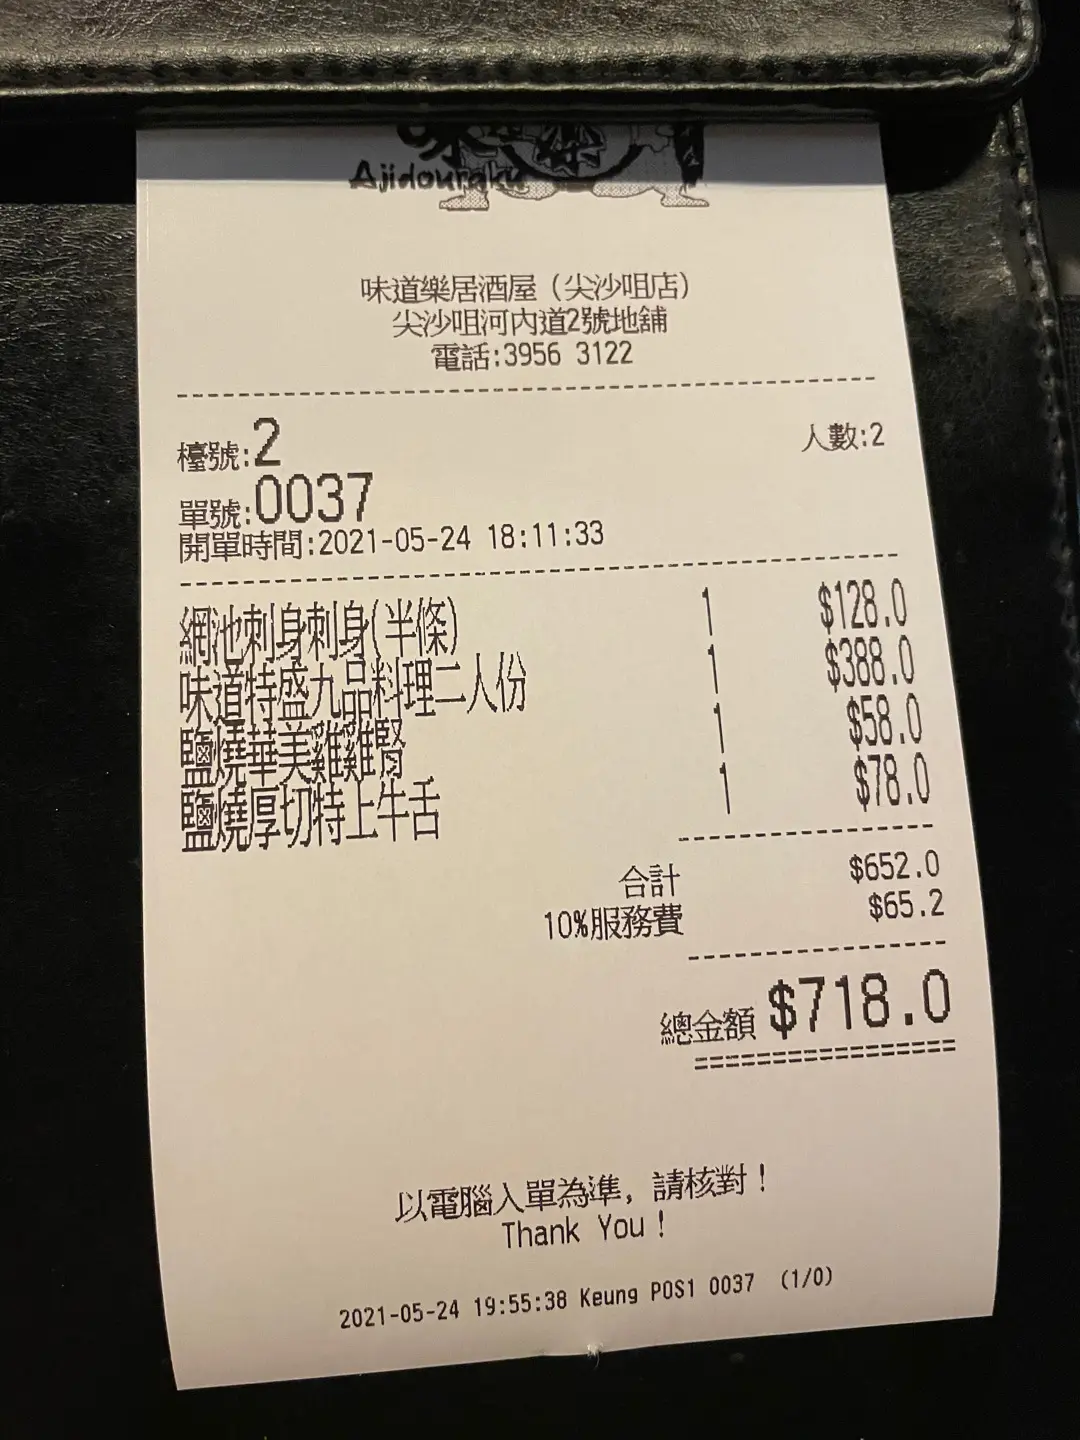 味 樂
Ajidouraku
味道樂居酒屋(尖沙咀店)
尖沙咀河內道2號地舖
電話:3956 3122
檯號:2 人數:2
單號:0037
開單時間:2021-05-24 18:11:33
網池刺身刺身(半條) 1 $128.0
味道特盛九品料理二人份 1 $388.0
鹽燒華美雞雞腎 1 $58.0
鹽燒厚切特上牛舌 1 $78.0
合計 $652.0
10%服務費 $65.2
總金額 $718.0
以電腦入單為準，請核對！
Thank You！
2021-05-24 19:55:38 Keung POS1 0037 (1/0)